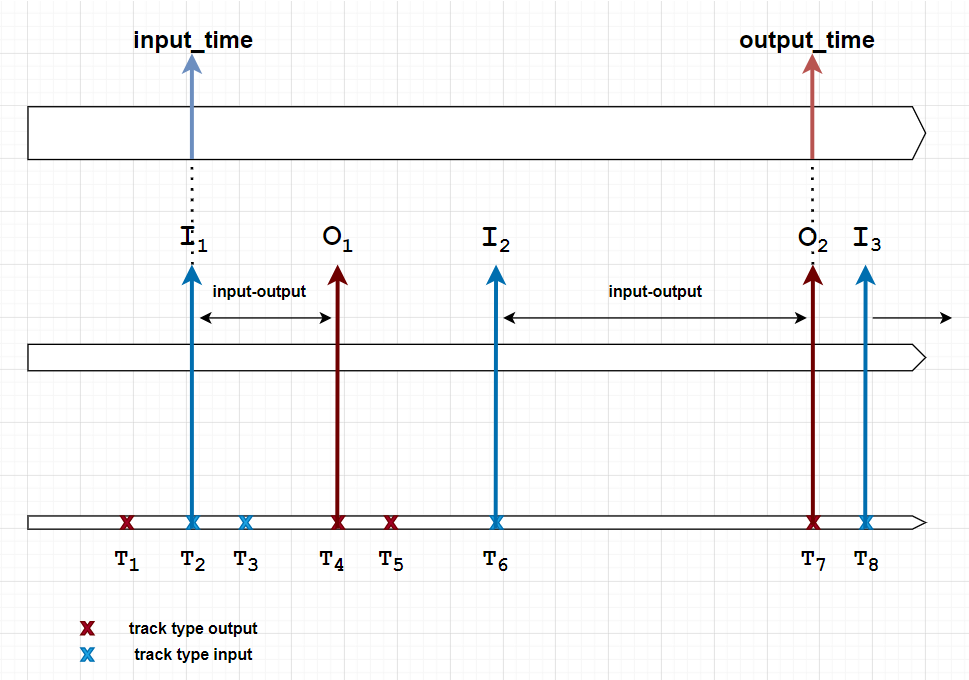 input_time output_time
I₁ O₁ I₂ O₂ I₃
input-output input-output
T₁ T₂ T₃ T₄ T₅ T₆ T₇ T₈
track type output
track type input